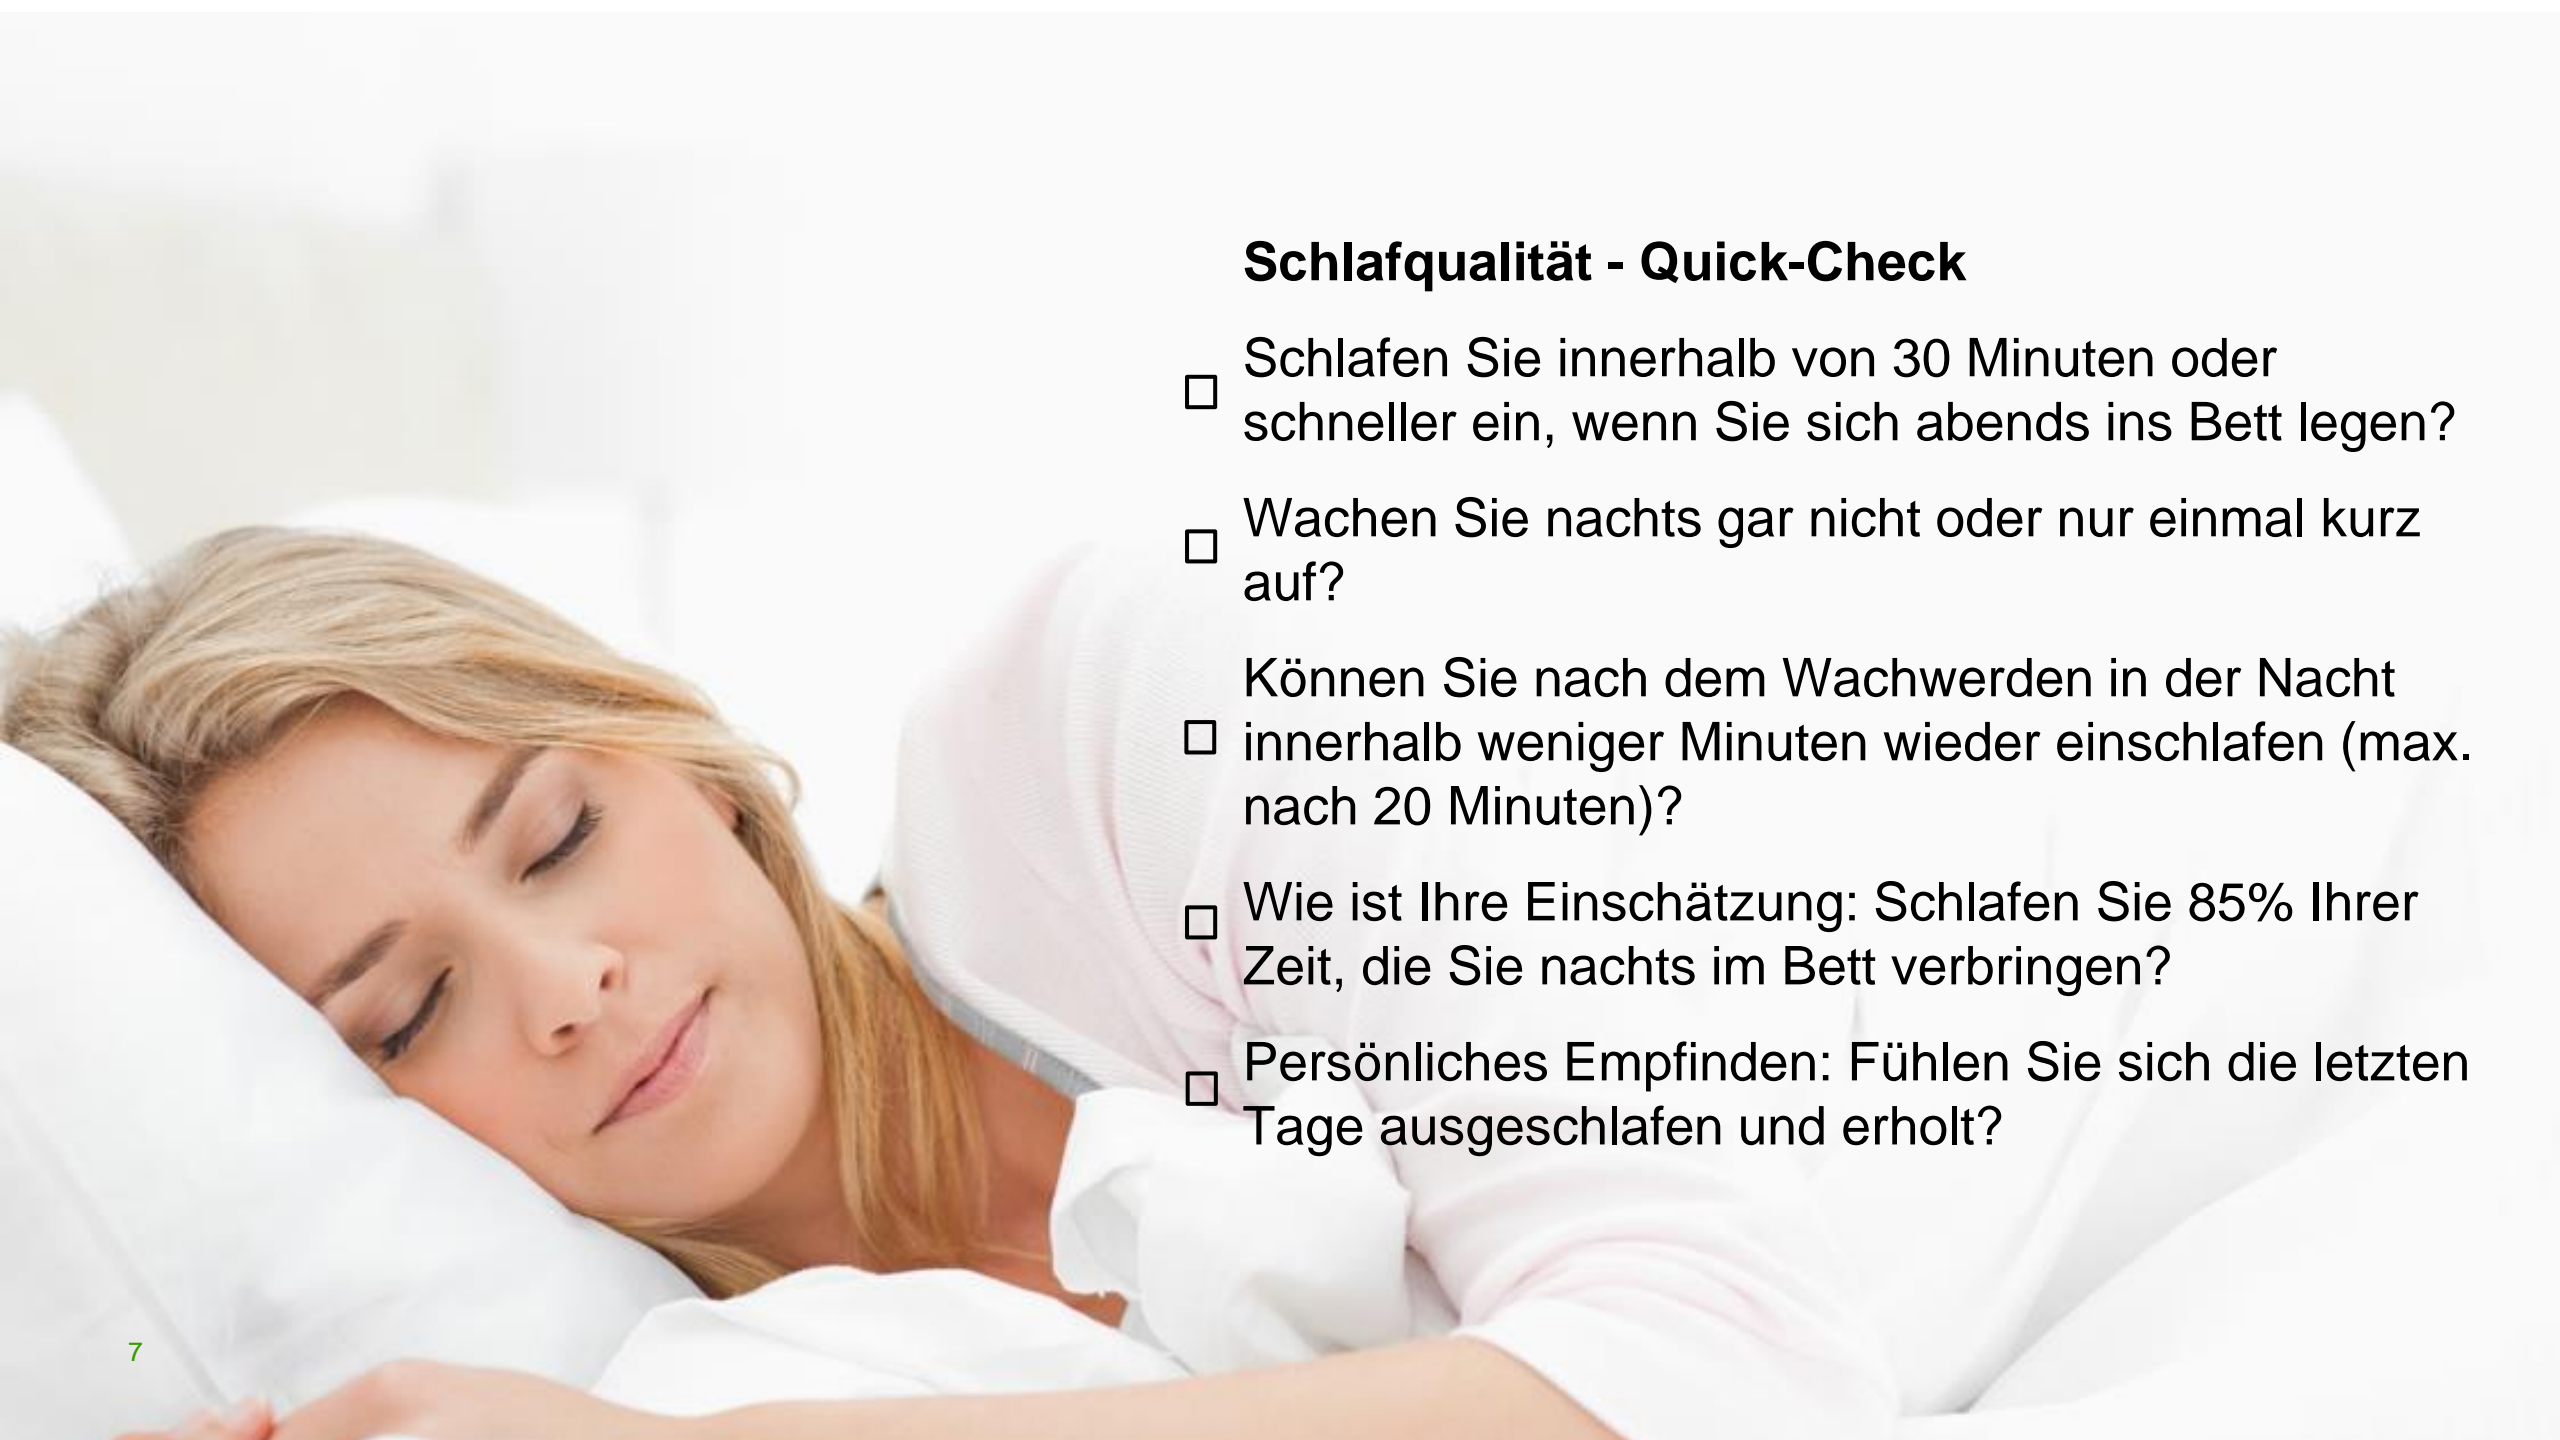 Schlafqualität - Quick-Check
☐ Schlafen Sie innerhalb von 30 Minuten oder
schneller ein, wenn Sie sich abends ins Bett legen?
☐ Wachen Sie nachts gar nicht oder nur einmal kurz
auf?
☐ Können Sie nach dem Wachwerden in der Nacht
innerhalb weniger Minuten wieder einschlafen (max.
nach 20 Minuten)?
☐ Wie ist Ihre Einschätzung: Schlafen Sie 85% Ihrer
Zeit, die Sie nachts im Bett verbringen?
☐ Persönliches Empfinden: Fühlen Sie sich die letzten
Tage ausgeschlafen und erholt?
7